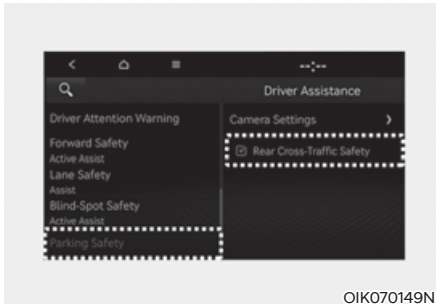 --:--
Driver Assistance
Driver Attention Warning
Forward Safety
Active Assist
Lane Safety
Assist
Blind-Spot Safety
Active Assist
Parking Safety
Camera Settings
Rear Cross-Traffic Safety
OIK070149N